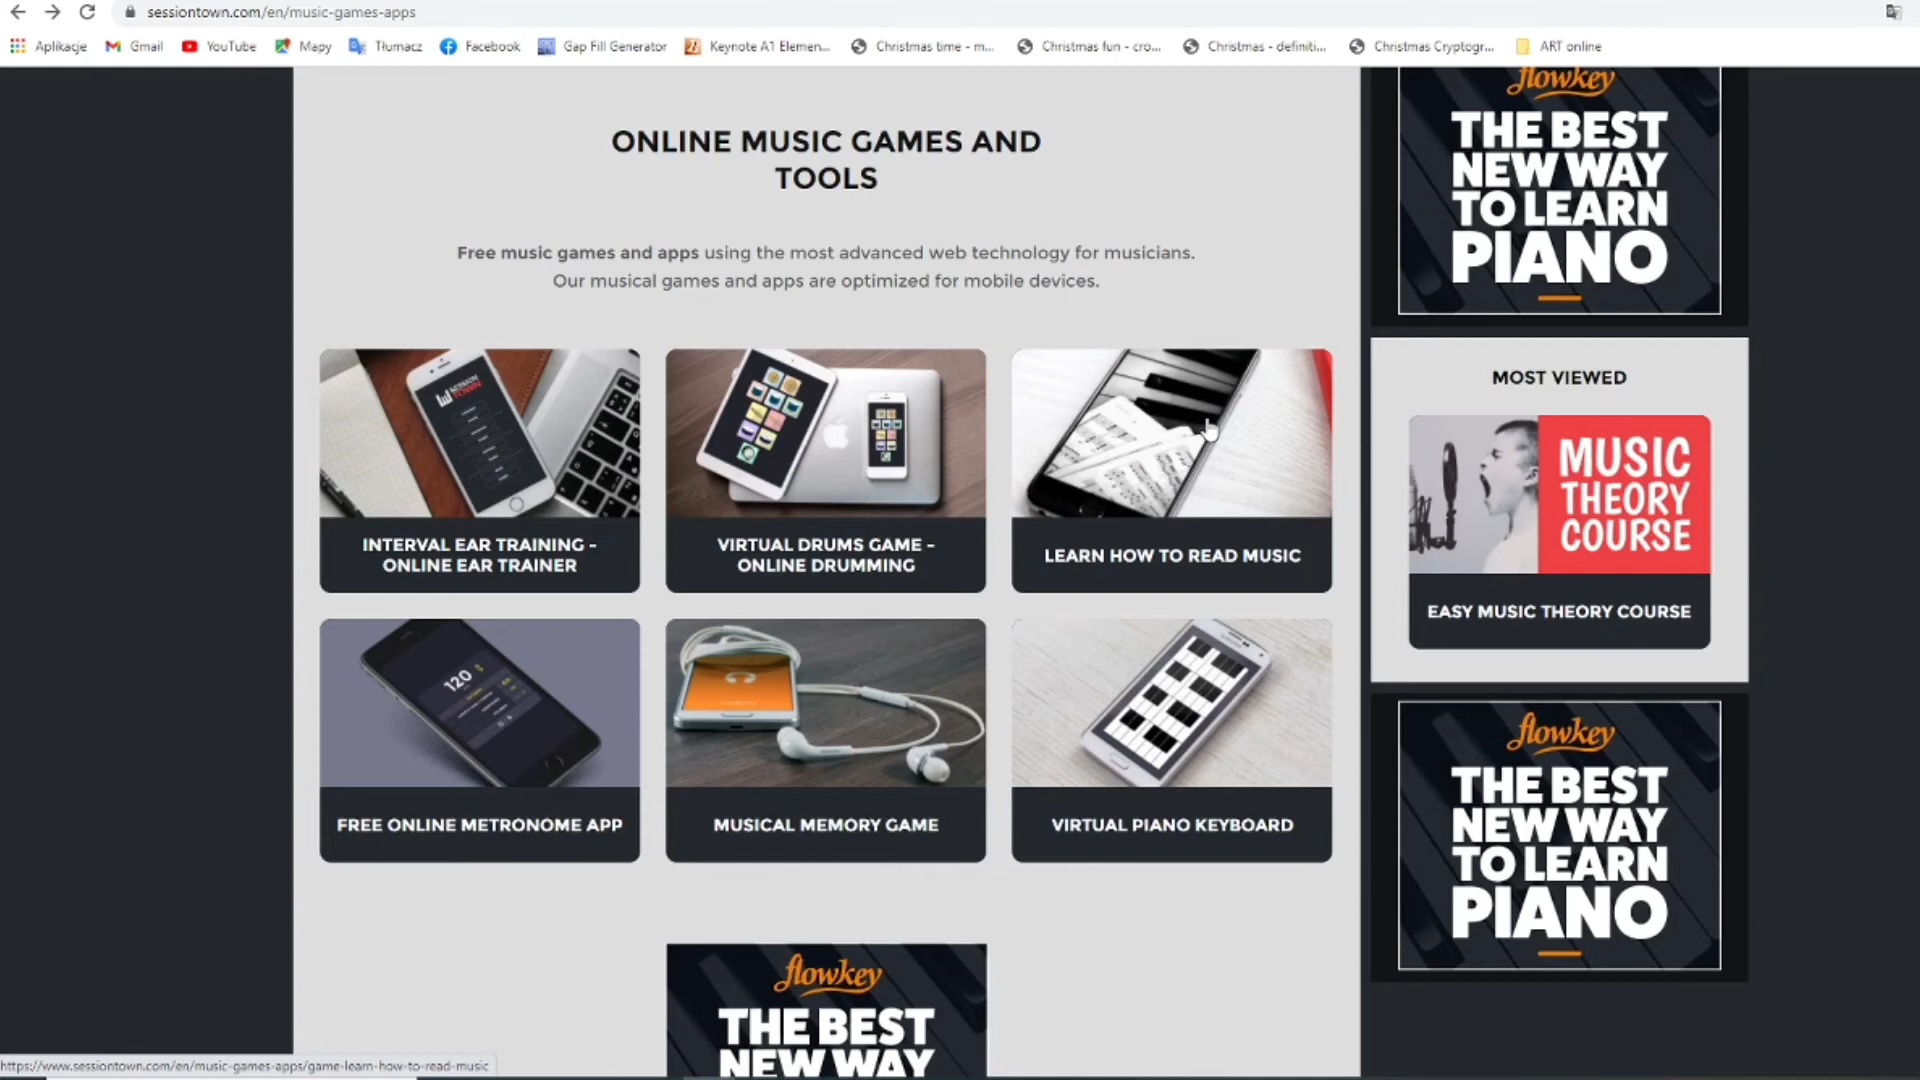 sessiontown.com/en/music-games-apps
Aplikacje
Gmail
YouTube
Mapy
Tłumacz
Facebook
Gap Fill Generator
Keynote A1 Elemen...
Christmas time - m...
Christmas fun - cro...
Christmas - definiti...
Christmas Cryptogr...
ART online
ONLINE MUSIC GAMES AND
TOOLS
Free music games and apps using the most advanced web technology for musicians.
Our musical games and apps are optimized for mobile devices.
SESSION
TOWN
INTERVAL EAR TRAINING -
ONLINE EAR TRAINER
VIRTUAL DRUMS GAME -
ONLINE DRUMMING
LEARN HOW TO READ MUSIC
120
FREE ONLINE METRONOME APP
MUSICAL MEMORY GAME
VIRTUAL PIANO KEYBOARD
flowkey
THE BEST
NEW WAY
flowkey
THE BEST
NEW WAY
TO LEARN
PIANO
MOST VIEWED
MUSIC
THEORY
COURSE
EASY MUSIC THEORY COURSE
flowkey
THE BEST
NEW WAY
TO LEARN
PIANO
https://www.sessiontown.com/en/music-games-apps/game-learn-how-to-read-music